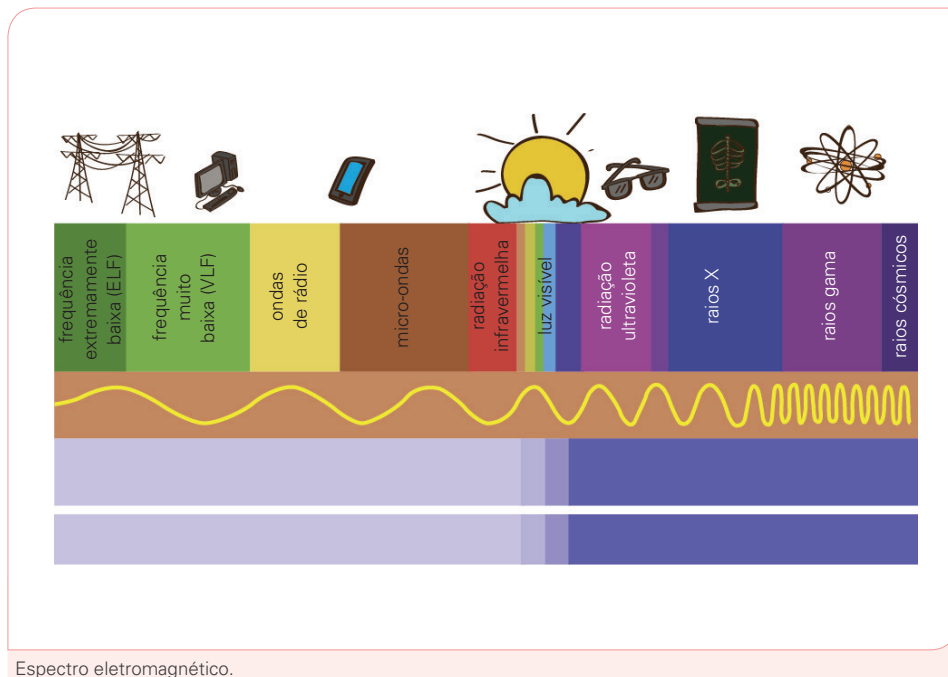 frequência
extremamente
baixa (ELF)
frequência
muito
baixa (VLF)
ondas
de rádio
micro-ondas
radiação
infravermelha
luz visível
radiação
ultravioleta
raios X
raios gama
raios cósmicos
Espectro eletromagnético.